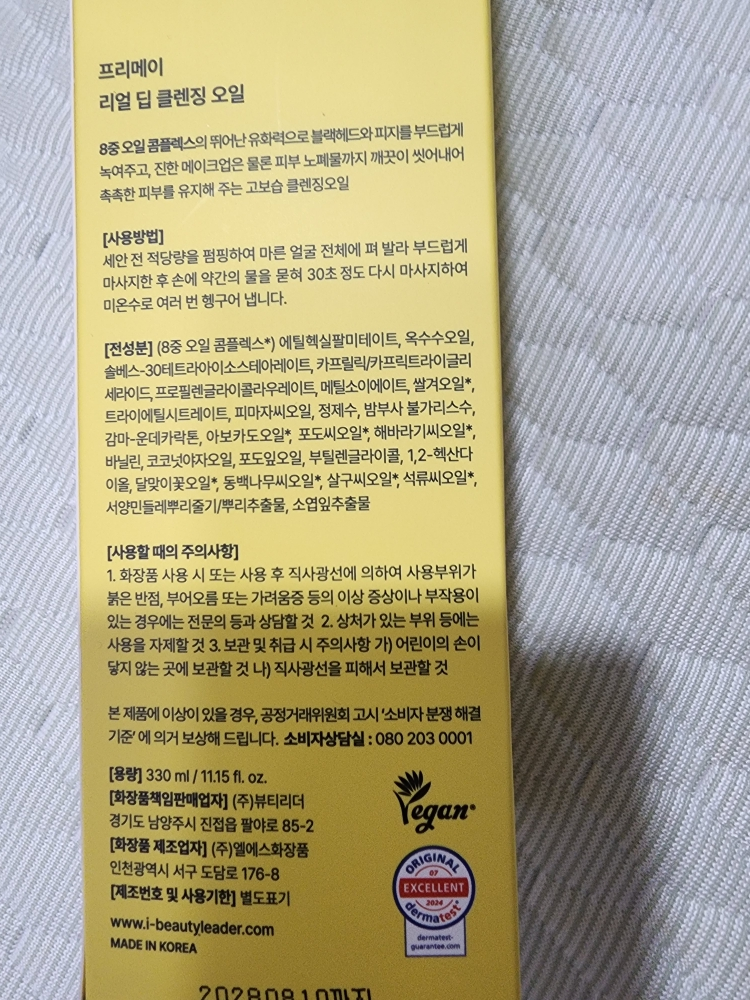 프리메이
리얼 딥 클렌징 오일
8중 오일 콤플렉스의 뛰어난 유화력으로 블랙헤드와 피지를 부드럽게
녹여주고, 진한 메이크업은 물론 피부 노폐물까지 깨끗이 씻어내어
촉촉한 피부를 유지해 주는 고보습 클렌징오일
[사용방법]
세안 전 적당량을 펌핑하여 마른 얼굴 전체에 펴 발라 부드럽게
마사지한 후 손에 약간의 물을 묻혀 30초 정도 다시 마사지하여
미온수로 여러 번 헹구어 냅니다.
[전성분] (8중 오일 콤플렉스*) 에틸헥실팔미테이트, 옥수수오일,
솔베스-30테트라아이소스테아레이트, 카프릴릭/카프릭트라이글리
세라이드, 프로필렌글라이콜라우레이트, 메틸소이에이트, 쌀겨오일*,
트라이에틸시트레이트, 피마자씨오일, 정제수, 밤부사 불가리스수,
감마-운데카락톤, 아보카도오일*, 포도씨오일*, 해바라기씨오일*,
바닐린, 코코넛야자오일, 포도잎오일, 부틸렌글라이콜, 1,2-헥산다
이올, 달맞이꽃오일*, 동백나무씨오일*, 살구씨오일*, 석류씨오일*,
서양민들레뿌리줄기/뿌리추출물, 소엽잎추출물
[사용할 때의 주의사항]
1. 화장품 사용 시 또는 사용 후 직사광선에 의하여 사용부위가
붉은 반점, 부어오름 또는 가려움증 등의 이상 증상이나 부작용이
있는 경우에는 전문의 등과 상담할 것 2. 상처가 있는 부위 등에는
사용을 자제할 것 3. 보관 및 취급 시 주의사항 가) 어린이의 손이
닿지 않는 곳에 보관할 것 나) 직사광선을 피해서 보관할 것
본 제품에 이상이 있을 경우, 공정거래위원회 고시 '소비자 분쟁 해결
기준' 에 의거 보상해 드립니다. 소비자상담실 : 080 203 0001
[용량] 330 ml / 11.15 fl. oz.
[화장품책임판매업자] (주)뷰티리더
경기도 남양주시 진접읍 팔야로 85-2
[화장품 제조업자] (주)엘에스화장품
인천광역시 서구 도담로 176-8
[제조번호 및 사용기한] 별도표기
www.i-beautyleader.com
MADE IN KOREA
Vegan
ORIGINAL
07
EXCELLENT
2024
dermatest
dermatest-
guarantee.com
20280810까지